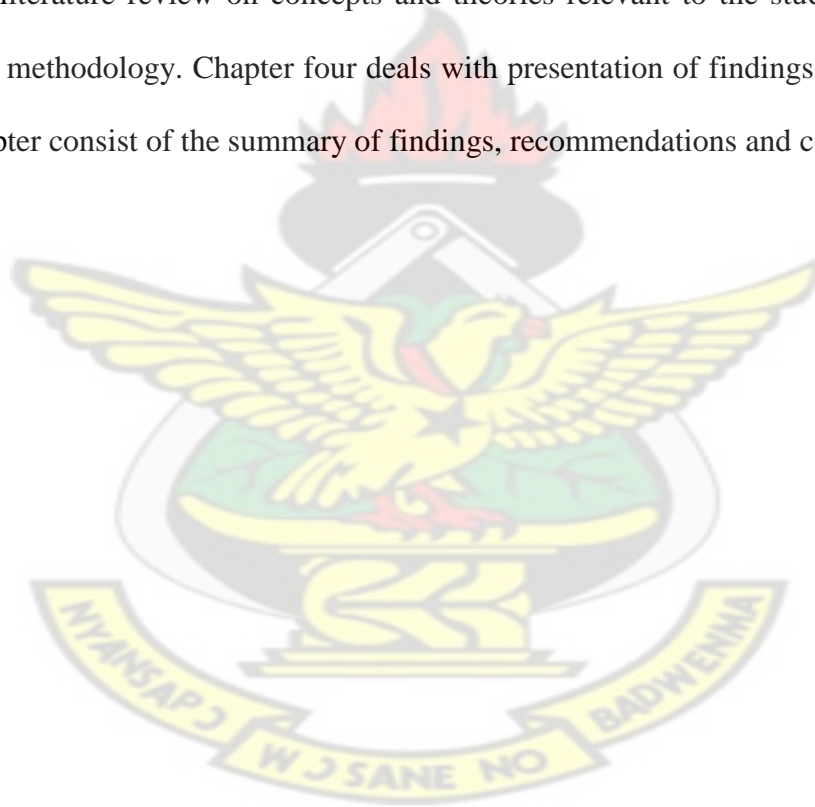 literature review on concepts and theories relevant to the stud
methodology. Chapter four deals with presentation of findings
pter consist of the summary of findings, recommendations and c
NYANSAPƆ
WƆSANE NO
BADWENMA